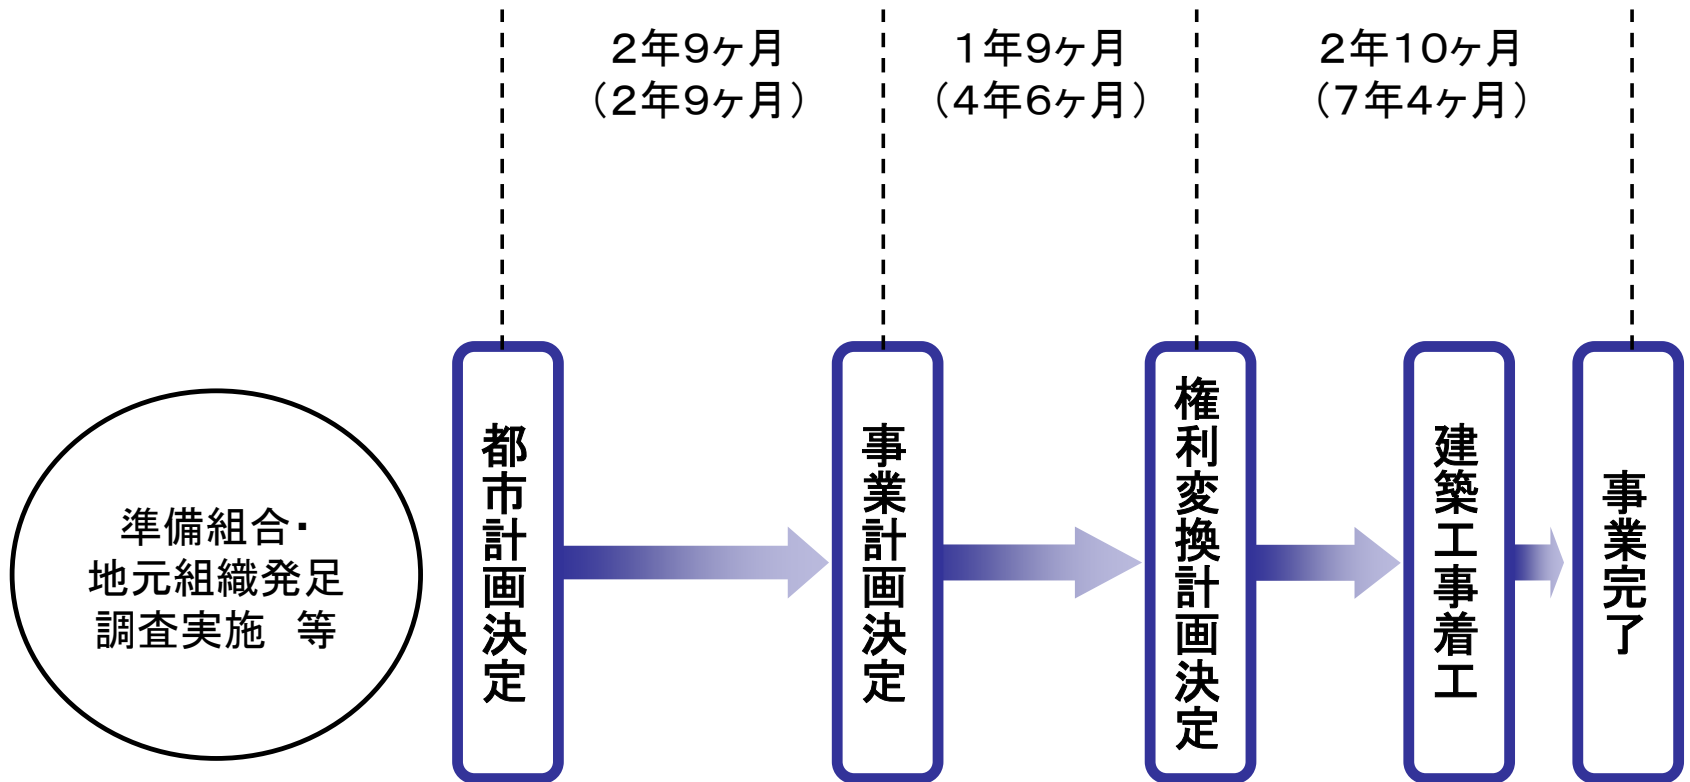 2年9ヶ月
(2年9ヶ月)
1年9ヶ月
(4年6ヶ月)
2年10ヶ月
(7年4ヶ月)
準備組合・
地元組織発足
調査実施　等
都市計画決定
事業計画決定
権利変換計画決定
建築工事着工
事業完了